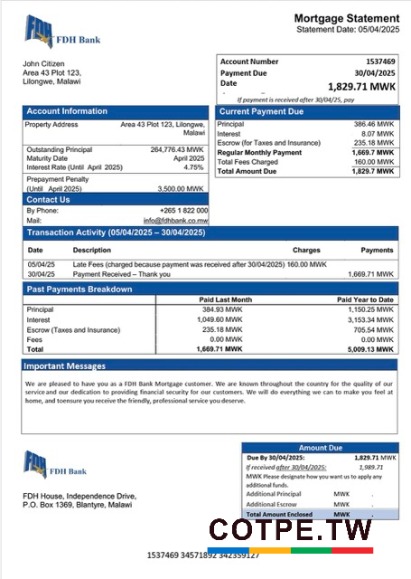 FDH Bank
Mortgage Statement
Statement Date: 05/04/2025
John Citizen
Area 43 Plot 123,
Lilongwe, Malawi
Account Number 1537469
Payment Due 30/04/2025
Date 1,829.71 MWK
If payment is received after 30/04/25, pay
Account Information
Property Address Area 43 Plot 123, Lilongwe,
Malawi
Outstanding Principal 264,776.43 MWK
Maturity Date April 2025
Interest Rate (Until April 2025) 4.75%
Prepayment Penalty
(Until April 2025) 3,500.00 MWK
Contact Us
By Phone: +265 1 822 000
Mail: info@fdhbank.co.mw
Current Payment Due
Principal 386.46 MWK
Interest 8.07 MWK
Escrow (for Taxes and Insurance) 235.18 MWK
Regular Monthly Payment 1,669.7 MWK
Total Fees Charged 160.00 MWK
Total Amount Due 1,829.7 MWK
Transaction Activity (05/04/2025 – 30/04/2025)
Date Description Charges Payments
05/04/25 Late Fees (charged because payment was received after 30/04/2025) 160.00 MWK
30/04/25 Payment Received – Thank you 1,669.71 MWK
Past Payments Breakdown
Paid Last Month Paid Year to Date
Principal 384.93 MWK 1,150.25 MWK
Interest 1,049.60 MWK 3,153.34 MWK
Escrow (Taxes and Insurance) 235.18 MWK 705.54 MWK
Fees 0.00 MWK 0.00 MWK
Total 1,669.71 MWK 5,009.13 MWK
Important Messages
We are pleased to have you as a FDH Bank Mortgage customer. We are known throughout the country for the quality of our
service and our dedication to providing financial security for our customers. We will do everything we can to make you feel at
home, and toensure you receive the friendly, professional service you deserve.
FDH Bank
FDH House, Independence Drive,
P.O. Box 1369, Blantyre, Malawi
Amount Due
Due By 30/04/2025: 1,829.71 MWK
If received after 30/04/2025: 1,989.71
MWK Please designate how you want us to apply any
additional funds.
Additional Principal MWK .
Additional Escrow MWK .
Total Amount Enclosed MWK .
COTPE.TW
1537469 34571892 342359127